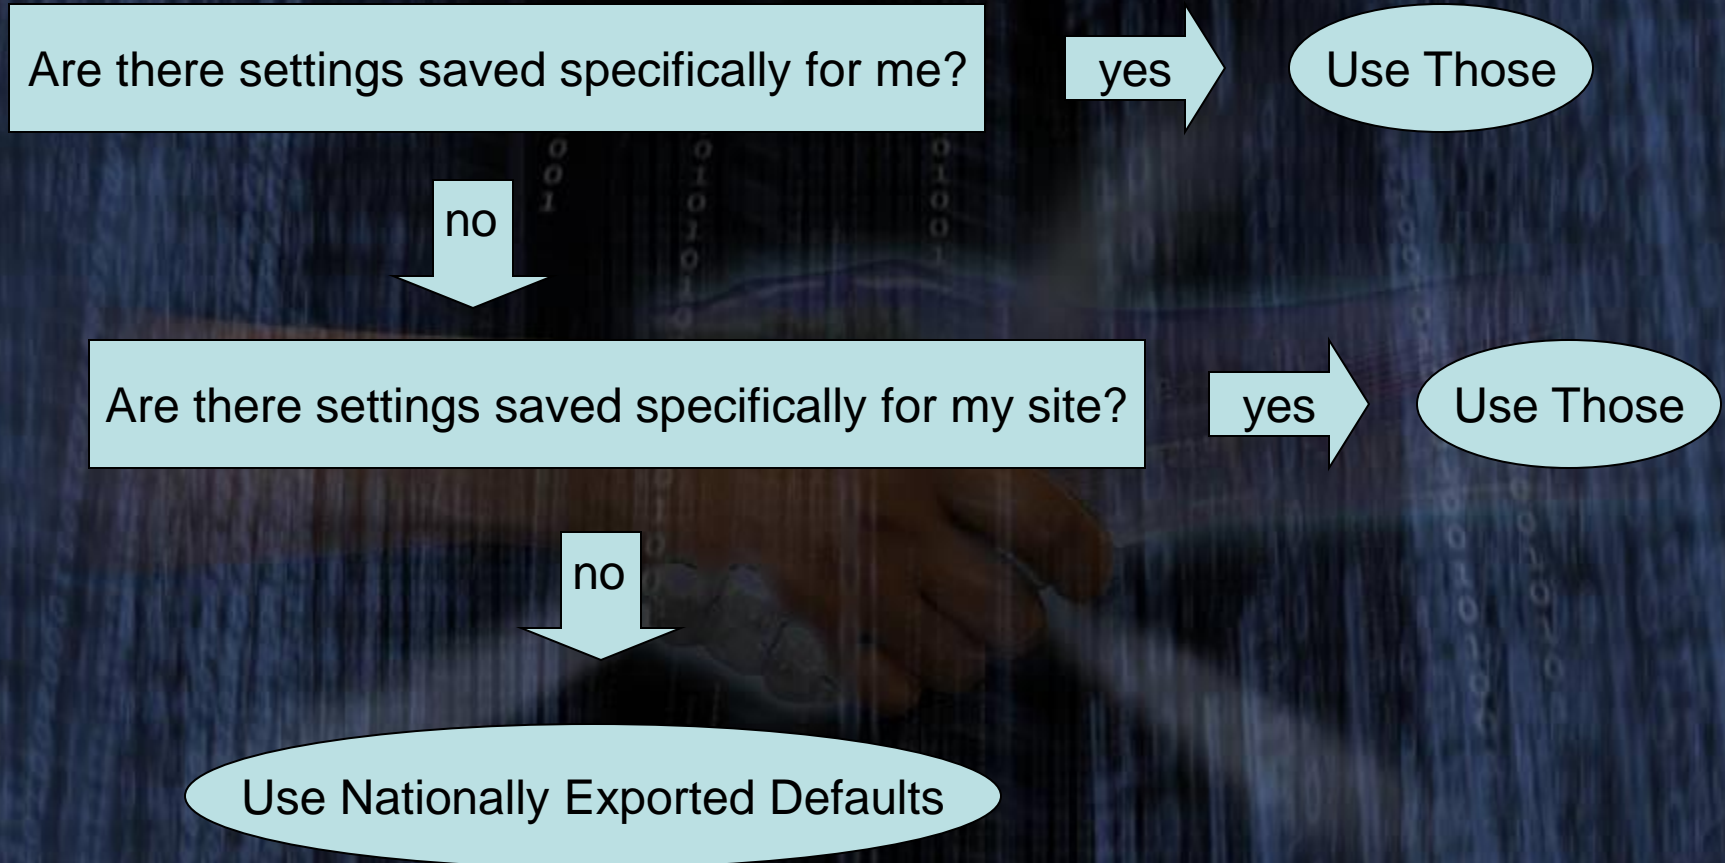 Are there settings saved specifically for me?
yes
Use Those
no
Are there settings saved specifically for my site?
yes
Use Those
no
Use Nationally Exported Defaults